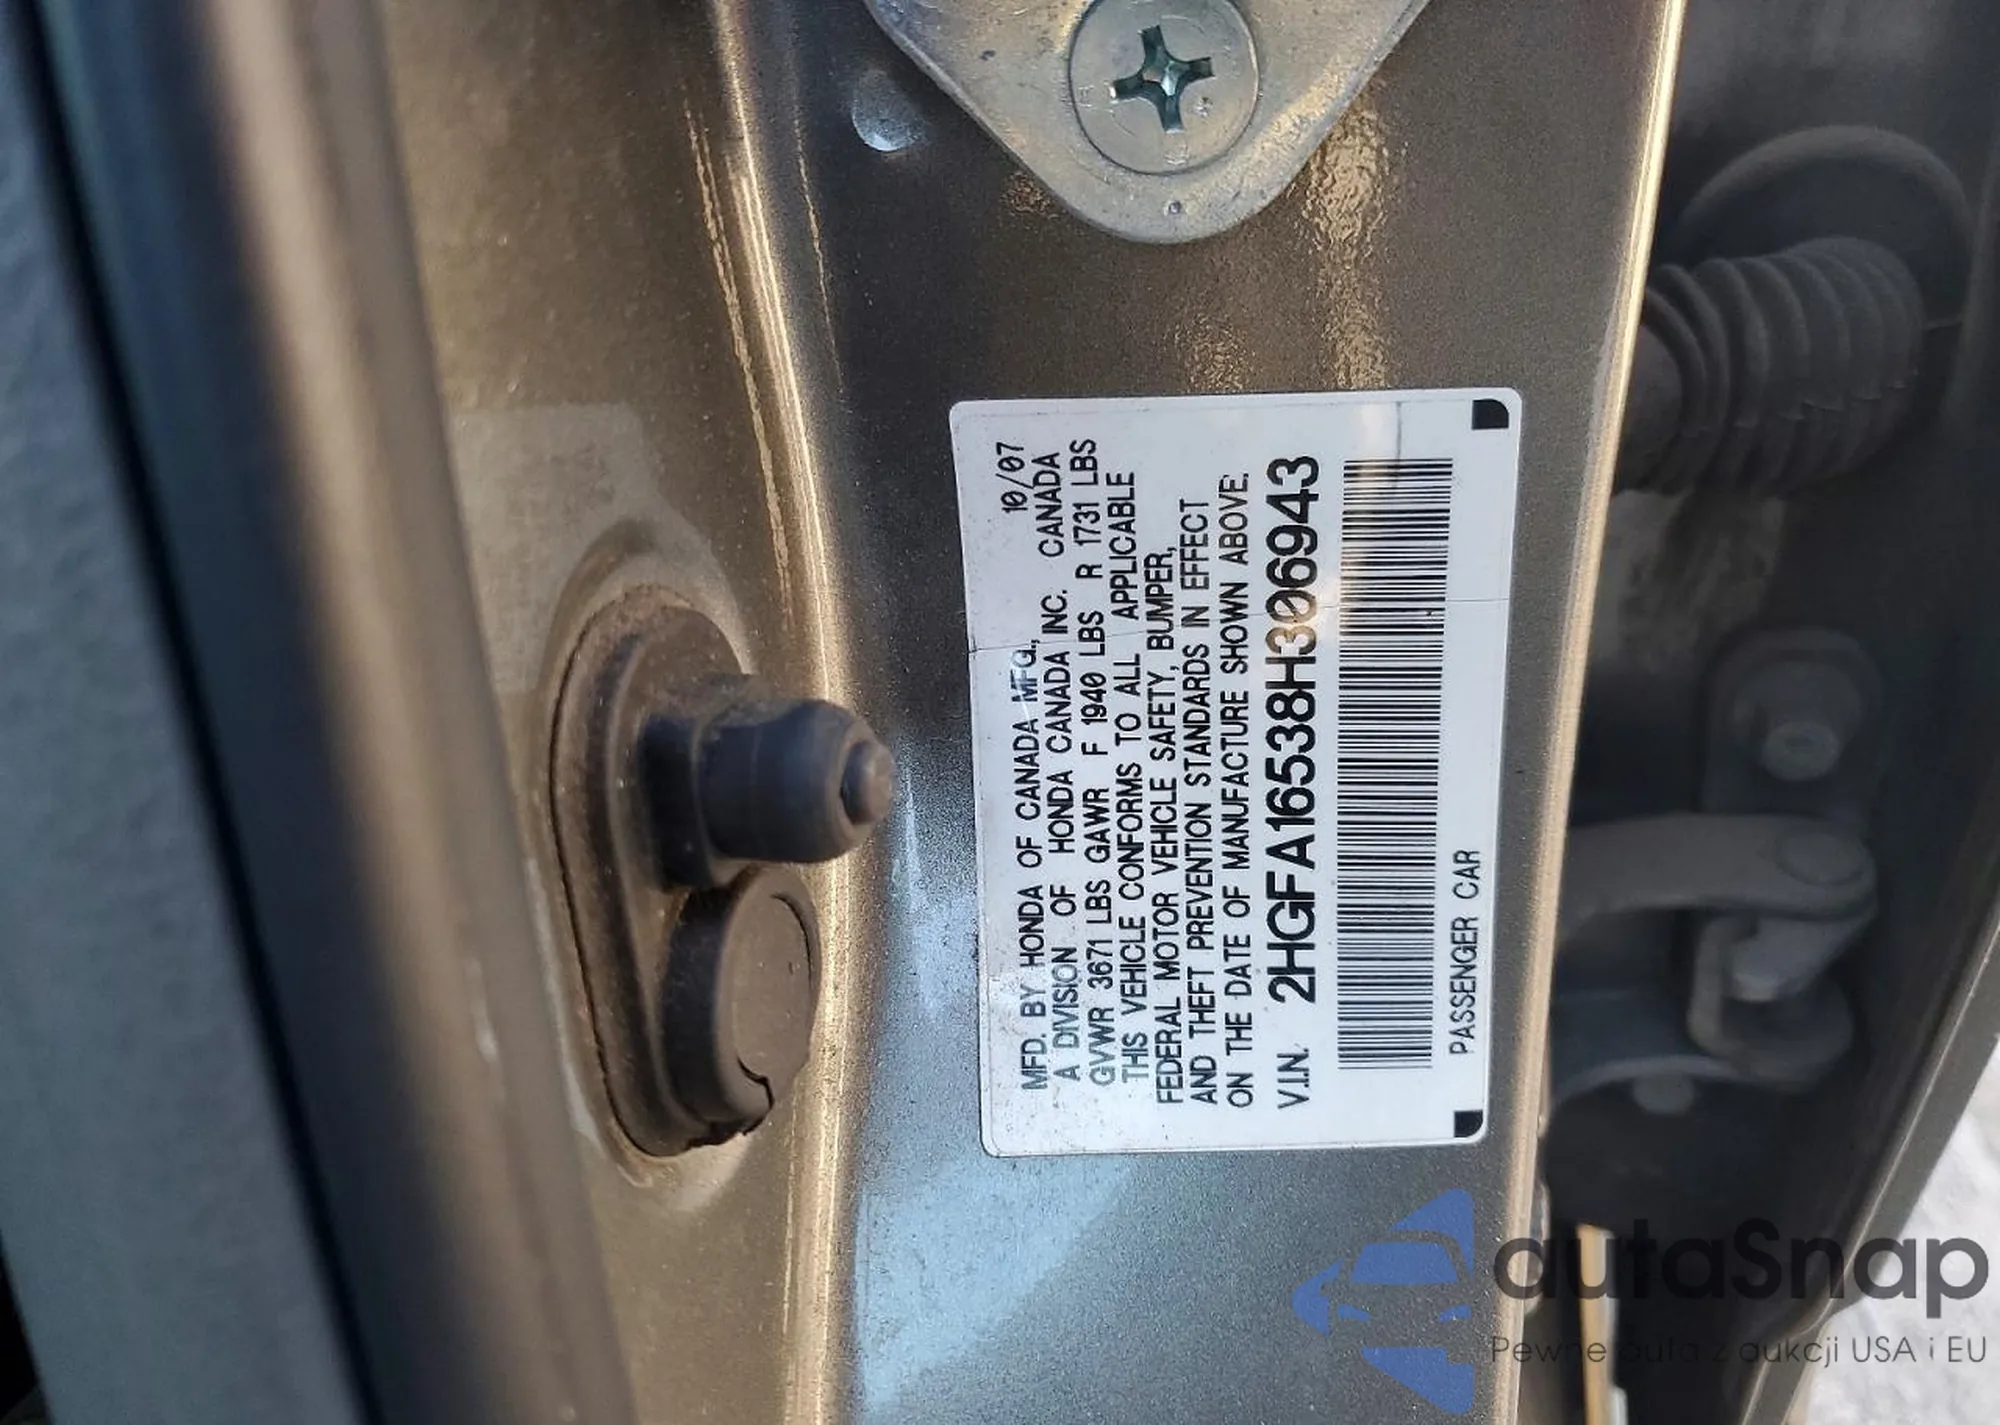 10/07
MFD. BY HONDA OF CANADA MFG.,
A DIVISION OF HONDA CANADA INC. CANADA
GVWR 3671 LBS GAWR F 1940 LBS R 1731 LBS
THIS VEHICLE CONFORMS TO ALL APPLICABLE
FEDERAL MOTOR VEHICLE SAFETY, BUMPER,
AND THEFT PREVENTION STANDARDS IN EFFECT
ON THE DATE OF MANUFACTURE SHOWN ABOVE.
V.I.N. 2HGFA16538H306943
PASSENGER CAR
autaSnap
Pewne auta z aukcji USA i EU